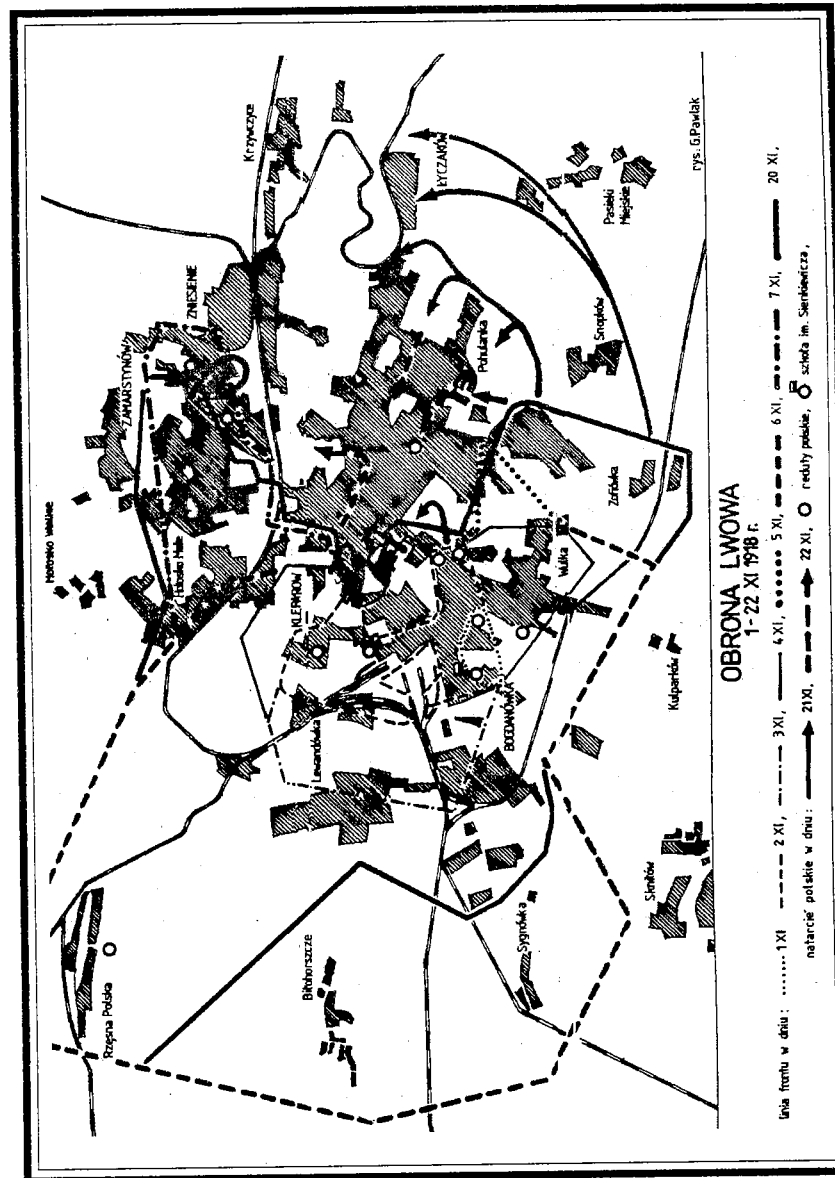 OBRONA LWOWA
1-22 XI 1918 r.
Hołosko Wielkie
ZAMARSTYNÓW
ZNIESIENIE
Krzywczyce
Hołosko Małe
KLEPARÓW
ŁYCZAKÓW
Rzęsna Polska
Lewandówka
Pohulanka
Pasieki
Miejskie
Biłohorszcze
BOGDANÓWKA
Wulka
Snopków
Sygnówka
Zofiówka
Kulparków
Skniłów
rys. G.Pawlak
linia frontu w dniu: 1 XI 2 XI, 3 XI, 4 XI, 5 XI, 6 XI, 7 XI, 20 XI,
natarcie polskie w dniu: 21 XI, 22 XI, reduty polskie, szkoła im. Sienkiewicza,